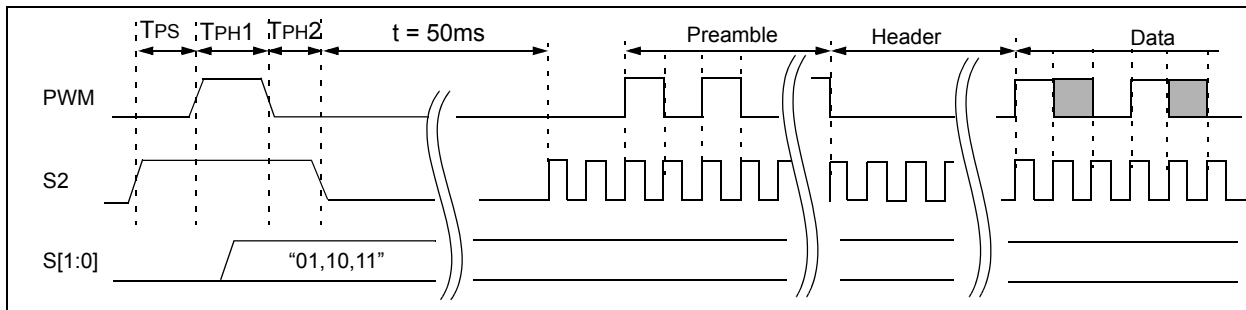 TPS TPH1 TPH2 t = 50ms Preamble Header Data
PWM
S2
S[1:0] “01,10,11”